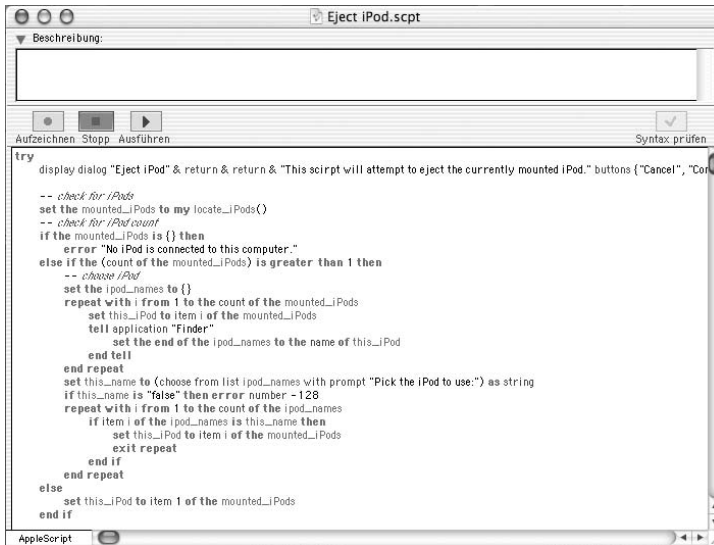 Eject iPod.scpt
Beschreibung:
Aufzeichnen Stopp Ausführen Syntax prüfen
try
display dialog "Eject iPod" & return & return & "This scirpt will attempt to eject the currently mounted iPod." buttons {"Cancel", "Con
-- check for iPods
set the mounted_iPods to my locate_iPods()
-- check for iPod count
if the mounted_iPods is {} then
error "No iPod is connected to this computer."
else if the (count of the mounted_iPods) is greater than 1 then
-- choose iPod
set the ipod_names to {}
repeat with i from 1 to the count of the mounted_iPods
set this_iPod to item i of the mounted_iPods
tell application "Finder"
set the end of the ipod_names to the name of this_iPod
end tell
end repeat
set this_name to (choose from list ipod_names with prompt "Pick the iPod to use:") as string
if this_name is "false" then error number -128
repeat with i from 1 to the count of the ipod_names
if item i of the ipod_names is this_name then
set this_iPod to item i of the mounted_iPods
exit repeat
end if
end repeat
else
set this_iPod to item 1 of the mounted_iPods
end if
AppleScript